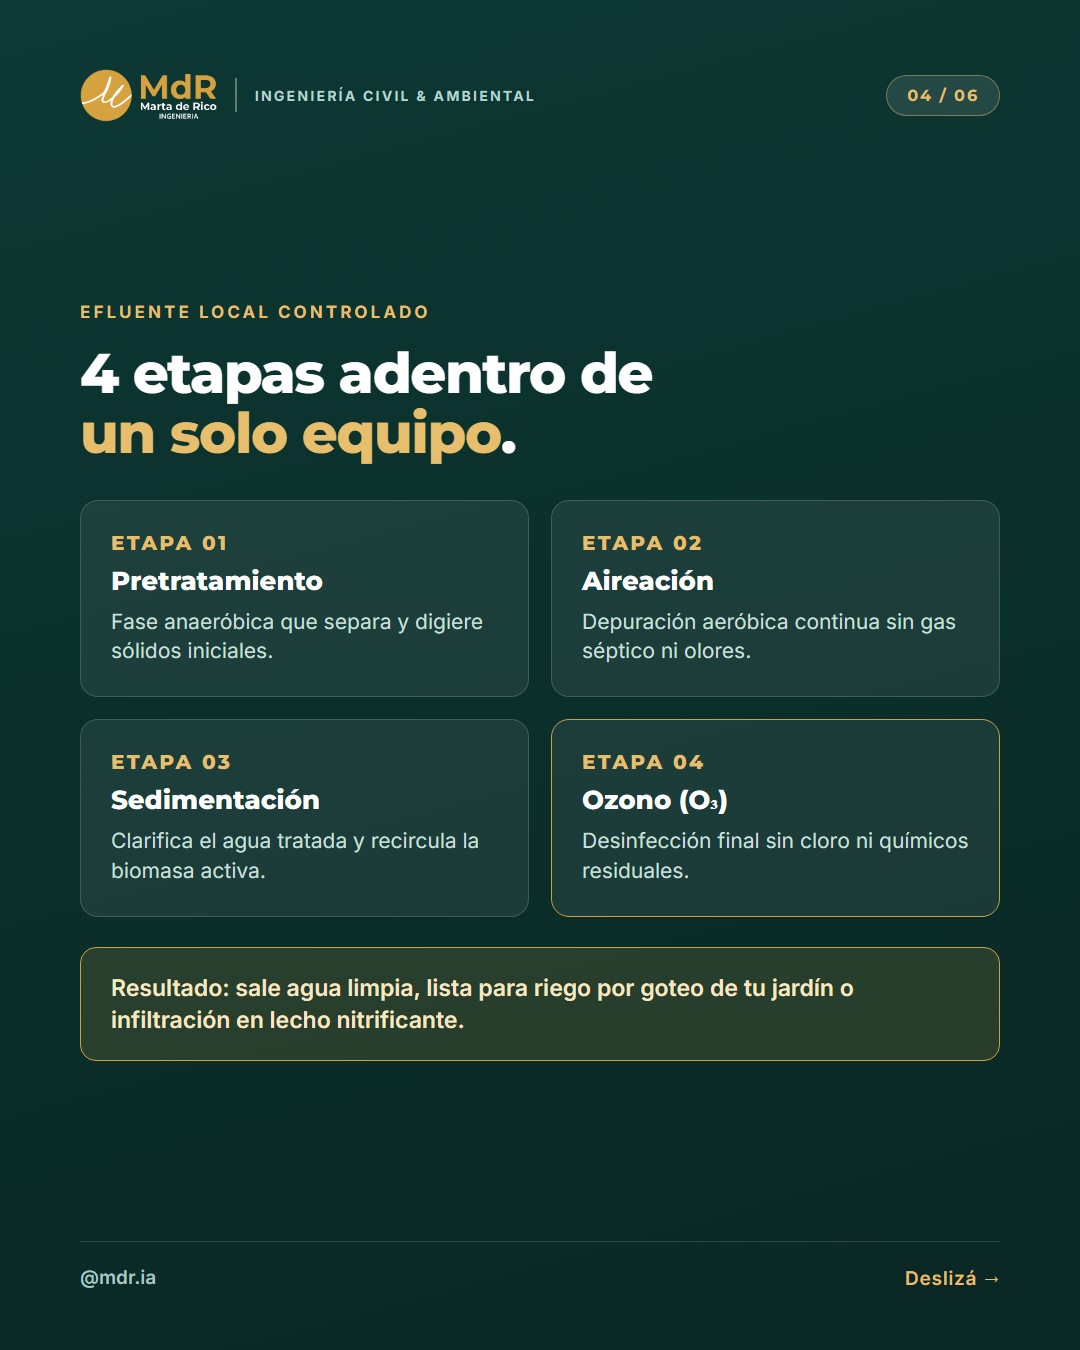 MdR
Marta de Rico
INGENIERIA
INGENIERÍA CIVIL & AMBIENTAL
04 / 06
EFLUENTE LOCAL CONTROLADO
4 etapas adentro de
un solo equipo.
ETAPA 01
Pretratamiento
Fase anaeróbica que separa y digiere
sólidos iniciales.
ETAPA 02
Aireación
Depuración aeróbica continua sin gas
séptico ni olores.
ETAPA 03
Sedimentación
Clarifica el agua tratada y recircula la
biomasa activa.
ETAPA 04
Ozono (O₃)
Desinfección final sin cloro ni químicos
residuales.
Resultado: sale agua limpia, lista para riego por goteo de tu jardín o
infiltración en lecho nitrificante.
@mdr.ia
Deslizá →